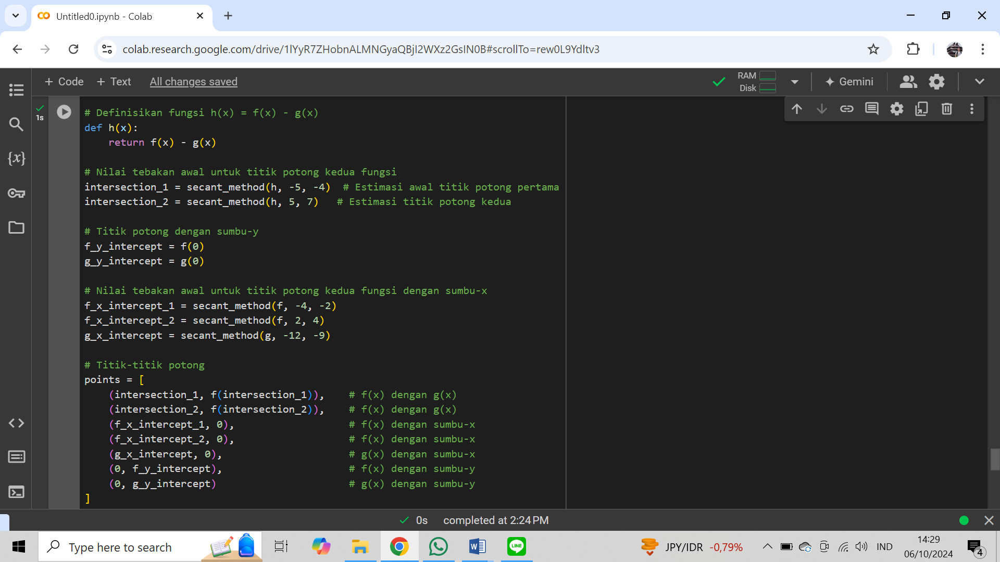 Untitled0.ipynb - Colab
colab.research.google.com/drive/1lYyR7ZHobnALMNGyaQBjI2WXz2GsIN0B#scrollTo=rew0L9YdItv3
+ Code + Text All changes saved
RAM
Disk
Gemini
1s
# Definisikan fungsi h(x) = f(x) - g(x)
def h(x):
    return f(x) - g(x)
# Nilai tebakan awal untuk titik potong kedua fungsi
intersection_1 = secant_method(h, -5, -4)  # Estimasi awal titik potong pertama
intersection_2 = secant_method(h, 5, 7)   # Estimasi titik potong kedua
# Titik potong dengan sumbu-y
f_y_intercept = f(0)
g_y_intercept = g(0)
# Nilai tebakan awal untuk titik potong kedua fungsi dengan sumbu-x
f_x_intercept_1 = secant_method(f, -4, -2)
f_x_intercept_2 = secant_method(f, 2, 4)
g_x_intercept = secant_method(g, -12, -9)
# Titik-titik potong
points = [
    (intersection_1, f(intersection_1)),    # f(x) dengan g(x)
    (intersection_2, f(intersection_2)),    # f(x) dengan g(x)
    (f_x_intercept_1, 0),                   # f(x) dengan sumbu-x
    (f_x_intercept_2, 0),                   # f(x) dengan sumbu-x
    (g_x_intercept, 0),                     # g(x) dengan sumbu-x
    (0, f_y_intercept),                     # f(x) dengan sumbu-y
    (0, g_y_intercept)                      # g(x) dengan sumbu-y
]
0s completed at 2:24 PM
Type here to search
LINE
JPY/IDR -0,79%
IND
14:29
06/10/2024
4